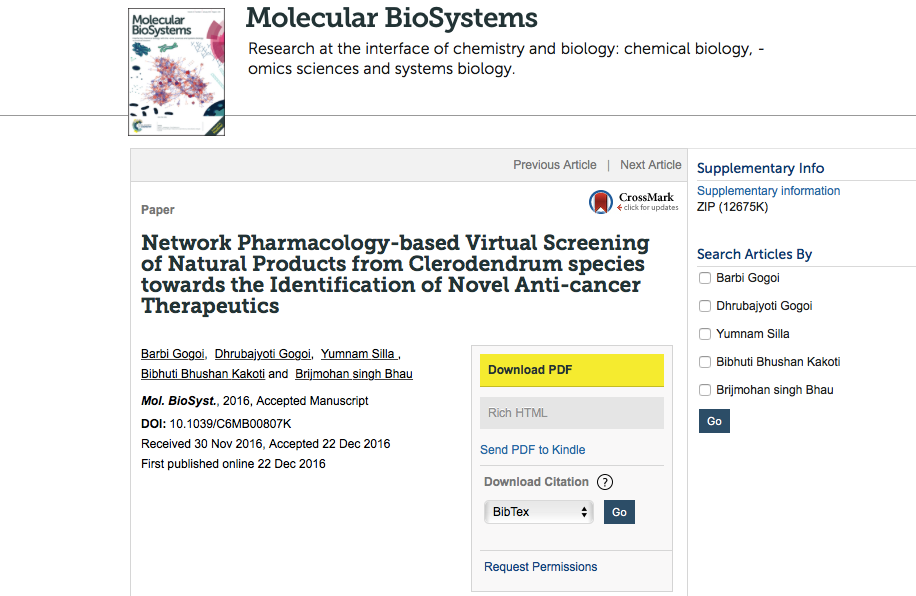 Molecular
BioSystems
Molecular BioSystems
Research at the interface of chemistry and biology: chemical biology, -
omics sciences and systems biology.
Previous Article | Next Article
CrossMark
click for updates
Paper
Network Pharmacology-based Virtual Screening
of Natural Products from Clerodendrum species
towards the Identification of Novel Anti-cancer
Therapeutics
Barbi Gogoi, Dhrubajyoti Gogoi, Yumnam Silla ,
Bibhuti Bhushan Kakoti and Brijmohan singh Bhau
Mol. BioSyst., 2016, Accepted Manuscript
DOI: 10.1039/C6MB00807K
Received 30 Nov 2016, Accepted 22 Dec 2016
First published online 22 Dec 2016
Download PDF
Rich HTML
Send PDF to Kindle
Download Citation ?
BibTex Go
Request Permissions
Supplementary Info
Supplementary information
ZIP (12675K)
Search Articles By
Barbi Gogoi
Dhrubajyoti Gogoi
Yumnam Silla
Bibhuti Bhushan Kakoti
Brijmohan singh Bhau
Go